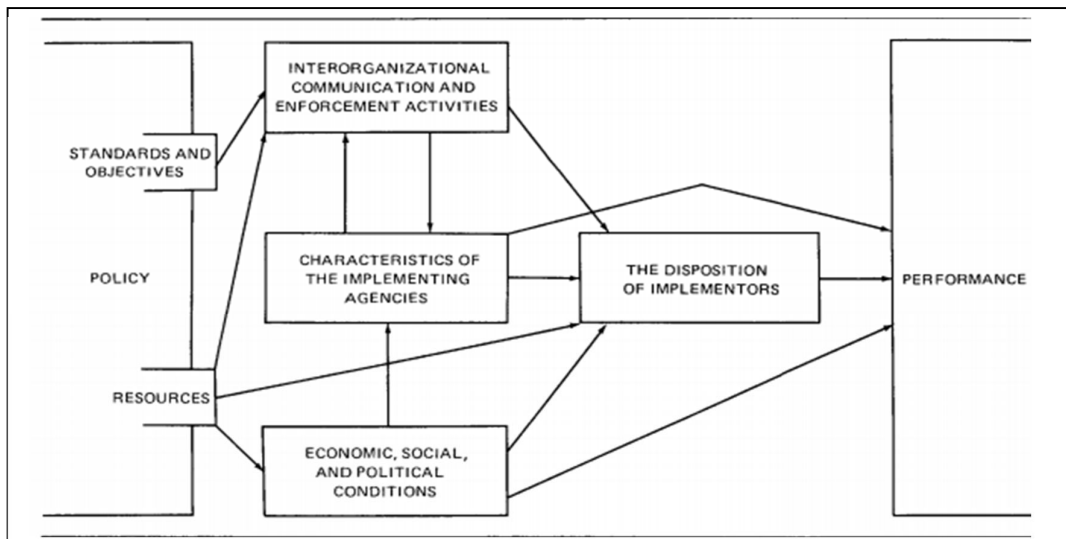 INTERORGANIZATIONAL
COMMUNICATION AND
ENFORCEMENT ACTIVITIES
STANDARDS AND
OBJECTIVES
POLICY
CHARACTERISTICS OF
THE IMPLEMENTING
AGENCIES
THE DISPOSITION
OF IMPLEMENTORS
PERFORMANCE
RESOURCES
ECONOMIC, SOCIAL,
AND POLITICAL
CONDITIONS